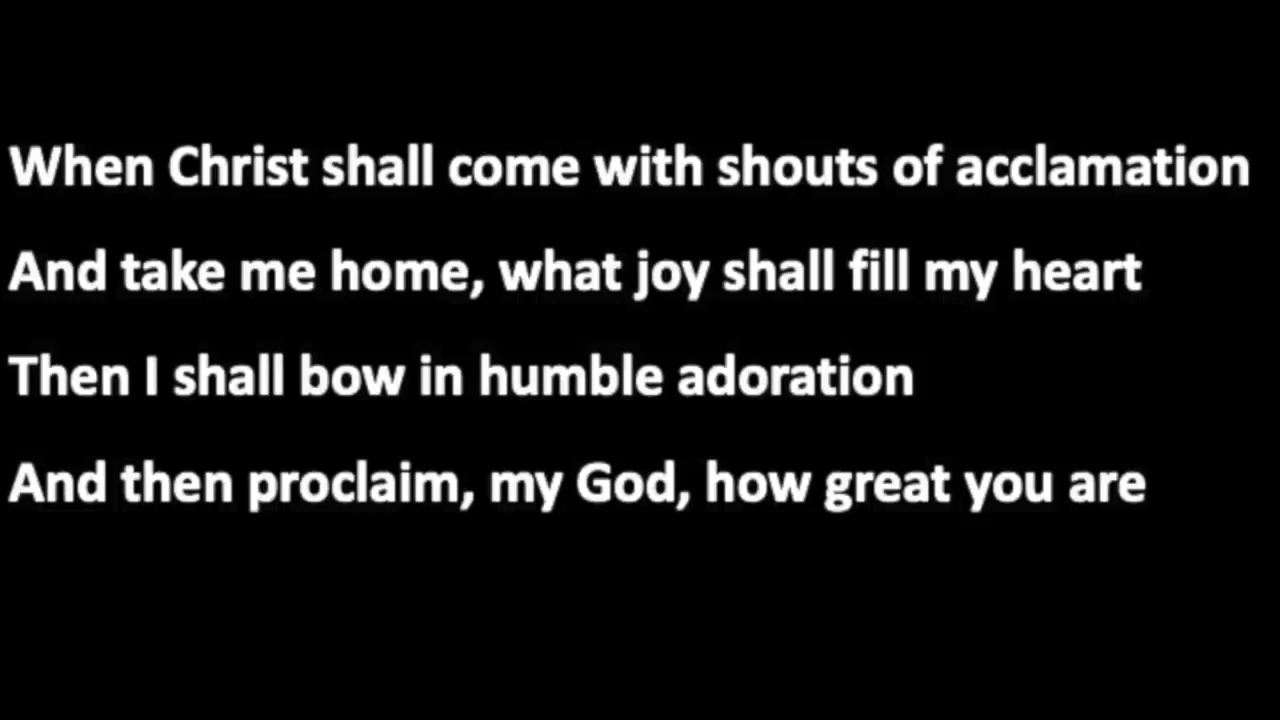 When Christ shall come with shouts of acclamation
And take me home, what joy shall fill my heart
Then I shall bow in humble adoration
And then proclaim, my God, how great you are